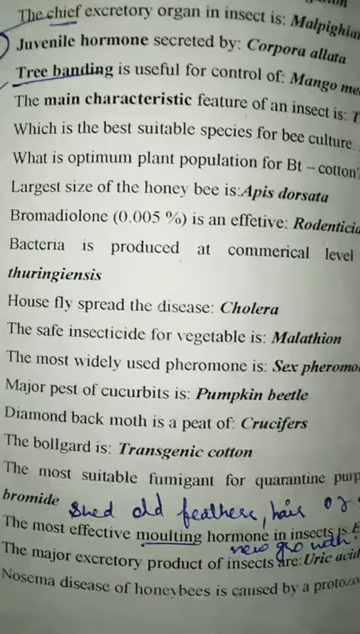 The chief excretory organ in insect is: Malpighian
Juvenile hormone secreted by: Corpora allata
Tree banding is useful for control of: Mango
The main characteristic feature of an insect is:
Which is the best suitable species for bee culture:
What is optimum plant population for Bt – cotton
Largest size of the honey bee is: Apis dorsata
Bromadiolone (0.005 %) is an effetive:
Bacteria is produced at commerical level
thuringiensis
House fly spread the disease: Cholera
The safe insecticide for vegetable is: Malathion
The most widely used pheromone is: Sex
Major pest of cucurbits is: Pumpkin beetle
Diamond back moth is a peat of: Crucifers
The bollgard is: Transgenic cotton
The most suitable fumigant for quarantine
bromide
shed old feathers, hair or
The most effective moulting hormone in insects is
new growth
The major excretory product of insects are: Uric acid
Nosema disease of honeybees is caused by a